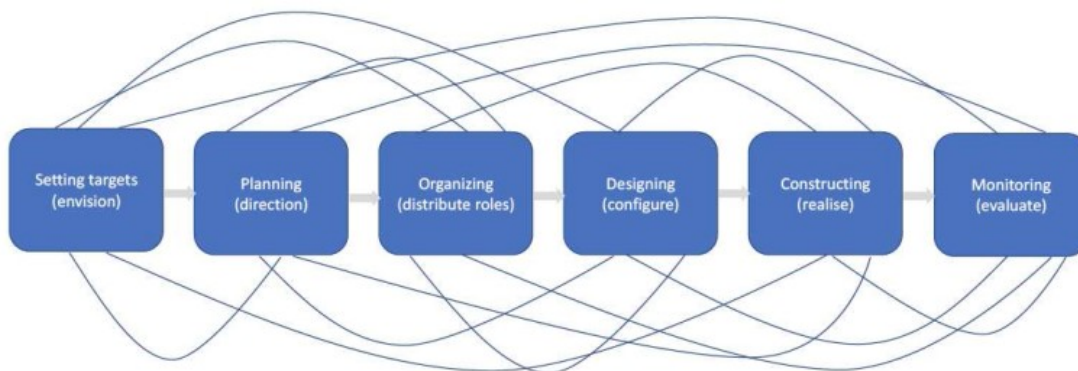 Setting targets
(envision)
Planning
(direction)
Organizing
(distribute roles)
Designing
(configure)
Constructing
(realise)
Monitoring
(evaluate)